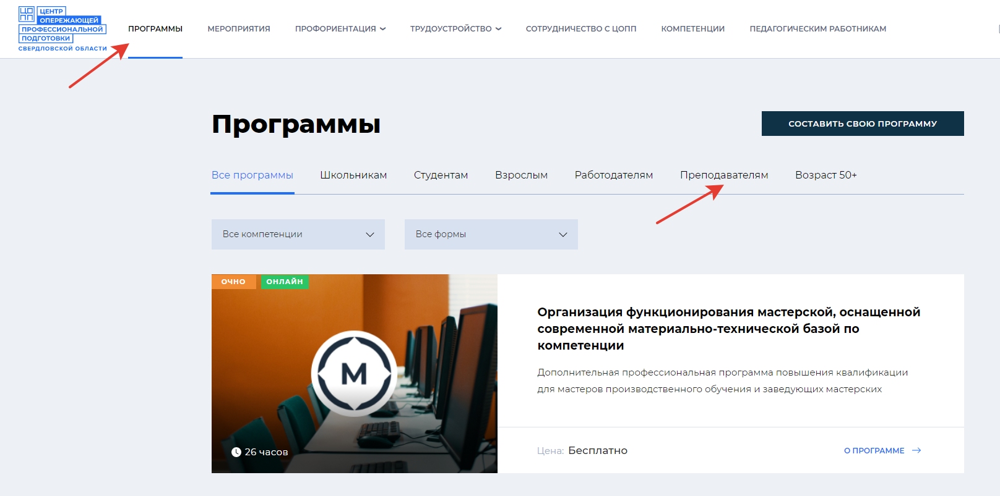 ЦОПП
ЦЕНТР
ОПЕРЕЖАЮЩЕЙ
ПРОФЕССИОНАЛЬНОЙ
ПОДГОТОВКИ
СВЕРДЛОВСКОЙ ОБЛАСТИ
ПРОГРАММЫ МЕРОПРИЯТИЯ ПРОФОРИЕНТАЦИЯ ТРУДОУСТРОЙСТВО СОТРУДНИЧЕСТВО С ЦОПП КОМПЕТЕНЦИИ ПЕДАГОГИЧЕСКИМ РАБОТНИКАМ
Программы
СОСТАВИТЬ СВОЮ ПРОГРАММУ
Все программы Школьникам Студентам Взрослым Работодателям Преподавателям Возраст 50+
Все компетенции Все формы
ОЧНО ОНЛАЙН
М
26 часов
Организация функционирования мастерской, оснащенной
современной материально-технической базой по
компетенции
Дополнительная профессиональная программа повышения квалификации
для мастеров производственного обучения и заведующих мастерских
Цена: Бесплатно
О ПРОГРАММЕ